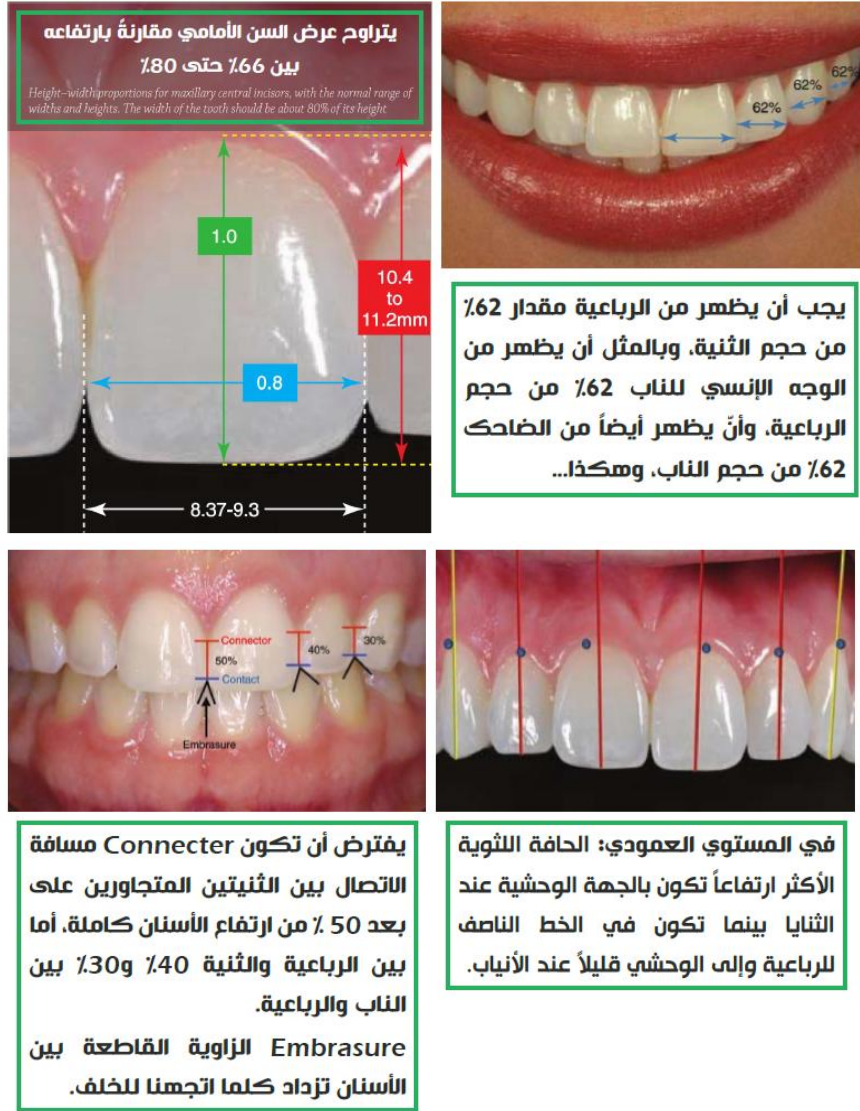 يتراوح عرض السن الأمامي مقارنةً بارتفاعه
بين 66٪ حتى 80٪
Height–width proportions for maxillary central incisors, with the normal range of
widths and heights. The width of the tooth should be about 80% of its height
1.0
10.4
to
11.2mm
0.8
8.37-9.3
62%
62%
62%
يجب أن يظهر من الرباعية مقدار 62٪
من حجم الثنية، وبالمثل أن يظهر من
الوجه الإنسي للناب 62٪ من حجم
الرباعية، وأنّ يظهر أيضاً من الضاحك
62٪ من حجم الناب، وهكذا...
Connector
50%
Contact
40%
30%
Embrasure
يفترض أن تكون Connecter مسافة
الاتصال بين الثنيتين المتجاورين على
بعد 50 ٪ من ارتفاع الأسنان كاملة، أما
بين الرباعية والثنية 40٪ و30٪ بين
الناب والرباعية.
Embrasure الزاوية القاطعة بين
الأسنان تزداد كلما اتجهنا للخلف.
في المستوي العمودي: الحافة اللثوية
الأكثر ارتفاعاً تكون بالجهة الوحشية عند
الثنايا بينما تكون في الخط الناصف
للرباعية وإلى الوحشي قليلاً عند الأنياب.